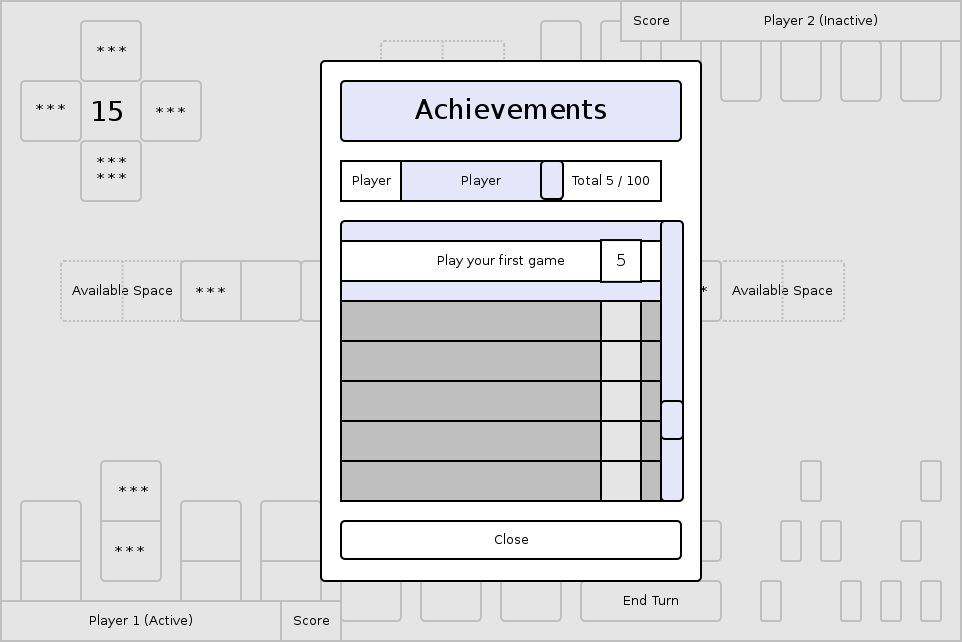 Score
Player 2 (Inactive)
***
***
15
***
***
***
Achievements
Player
Player
Total 5 / 100
Play your first game
5
Available Space
***
*
Available Space
***
***
Close
End Turn
Player 1 (Active)
Score